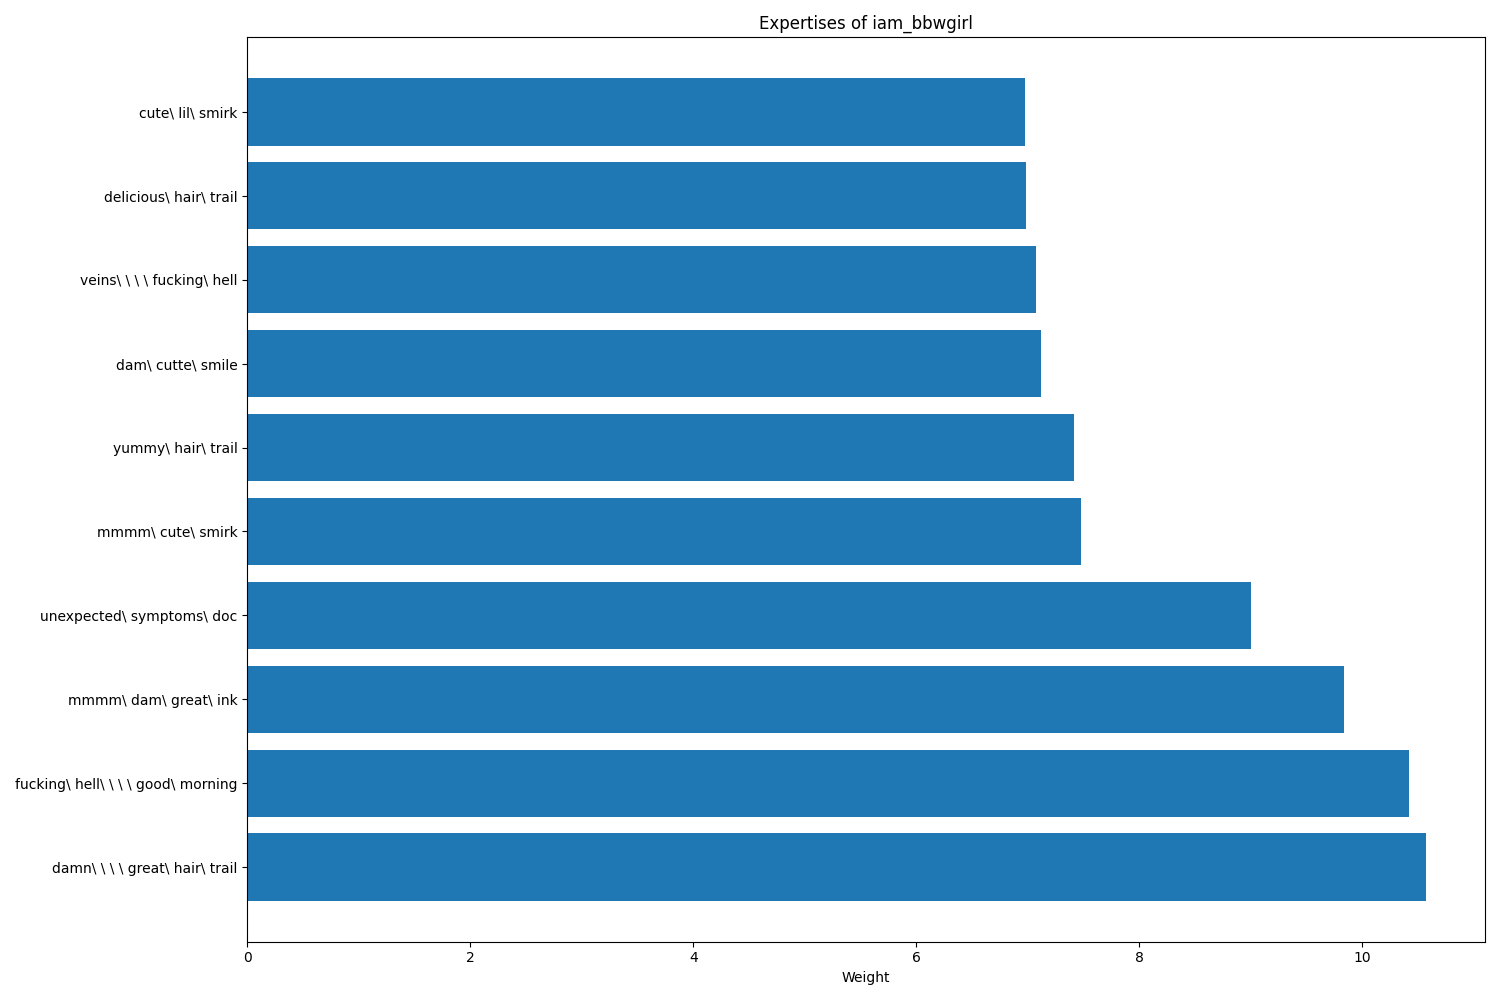 Expertises of iam_bbwgirl
cute\ lil\ smirk
delicious\ hair\ trail
veins\ \ \ \ fucking\ hell
dam\ cutte\ smile
yummy\ hair\ trail
mmmm\ cute\ smirk
unexpected\ symptoms\ doc
mmmm\ dam\ great\ ink
fucking\ hell\ \ \ \ good\ morning
damn\ \ \ \ great\ hair\ trail
0 2 4 6 8 10
Weight